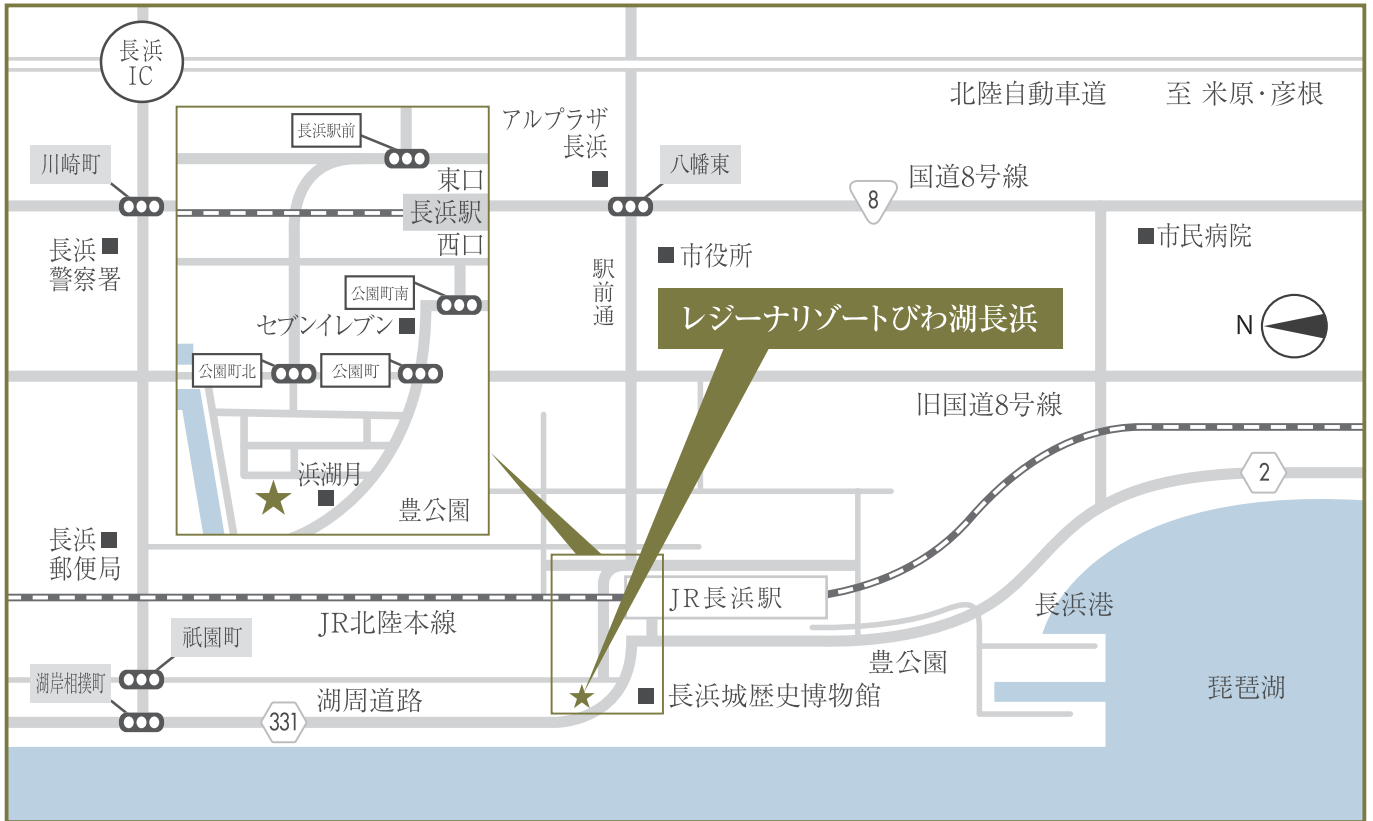 長浜
IC
北陸自動車道
至 米原・彦根
アルプラザ
長浜
川崎町
八幡東
国道8号線
8
長浜駅前
東口
長浜駅
西口
公園町南
セブンイレブン
公園町北
公園町
浜湖月
豊公園
長浜
警察署
駅前通
市役所
市民病院
レジーナリゾートびわ湖長浜
N
旧国道8号線
2
長浜
郵便局
JR長浜駅
JR北陸本線
長浜港
祇園町
豊公園
湖岸相撲町
331
湖周道路
長浜城歴史博物館
琵琶湖